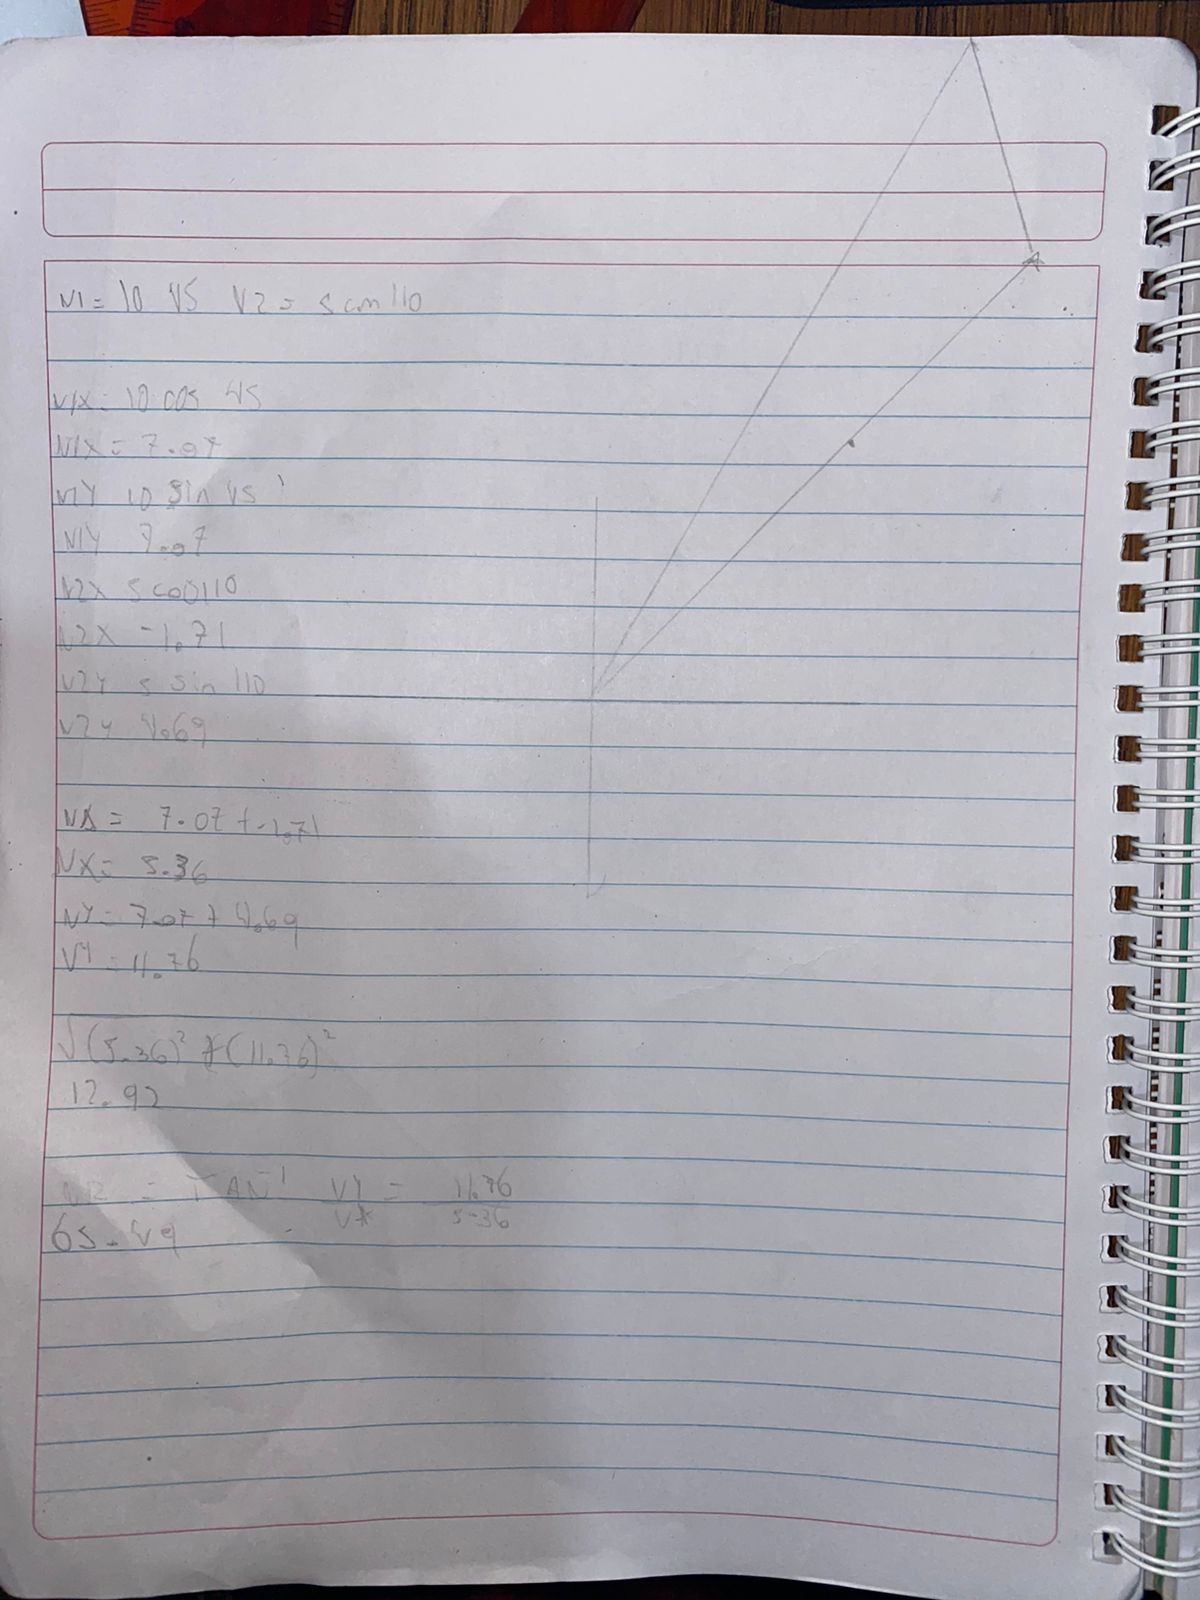 V1 = 10 45 V2 = 5 cm 110
V1X = 10 cos 45
V1X = 7.07
V1Y 10 sin 45
V1Y 7.07
V2X 5 cos 110
V2X -1.71
V2Y 5 sin 110
V2Y 4.69
VX = 7.07 + -1.71
VX = 5.36
VY = 7.07 + 4.69
VY = 11.76
√(5.36)² + (11.76)²
12.92
VR = TAN⁻¹ VY/VX = 11.76/5.36
65.49